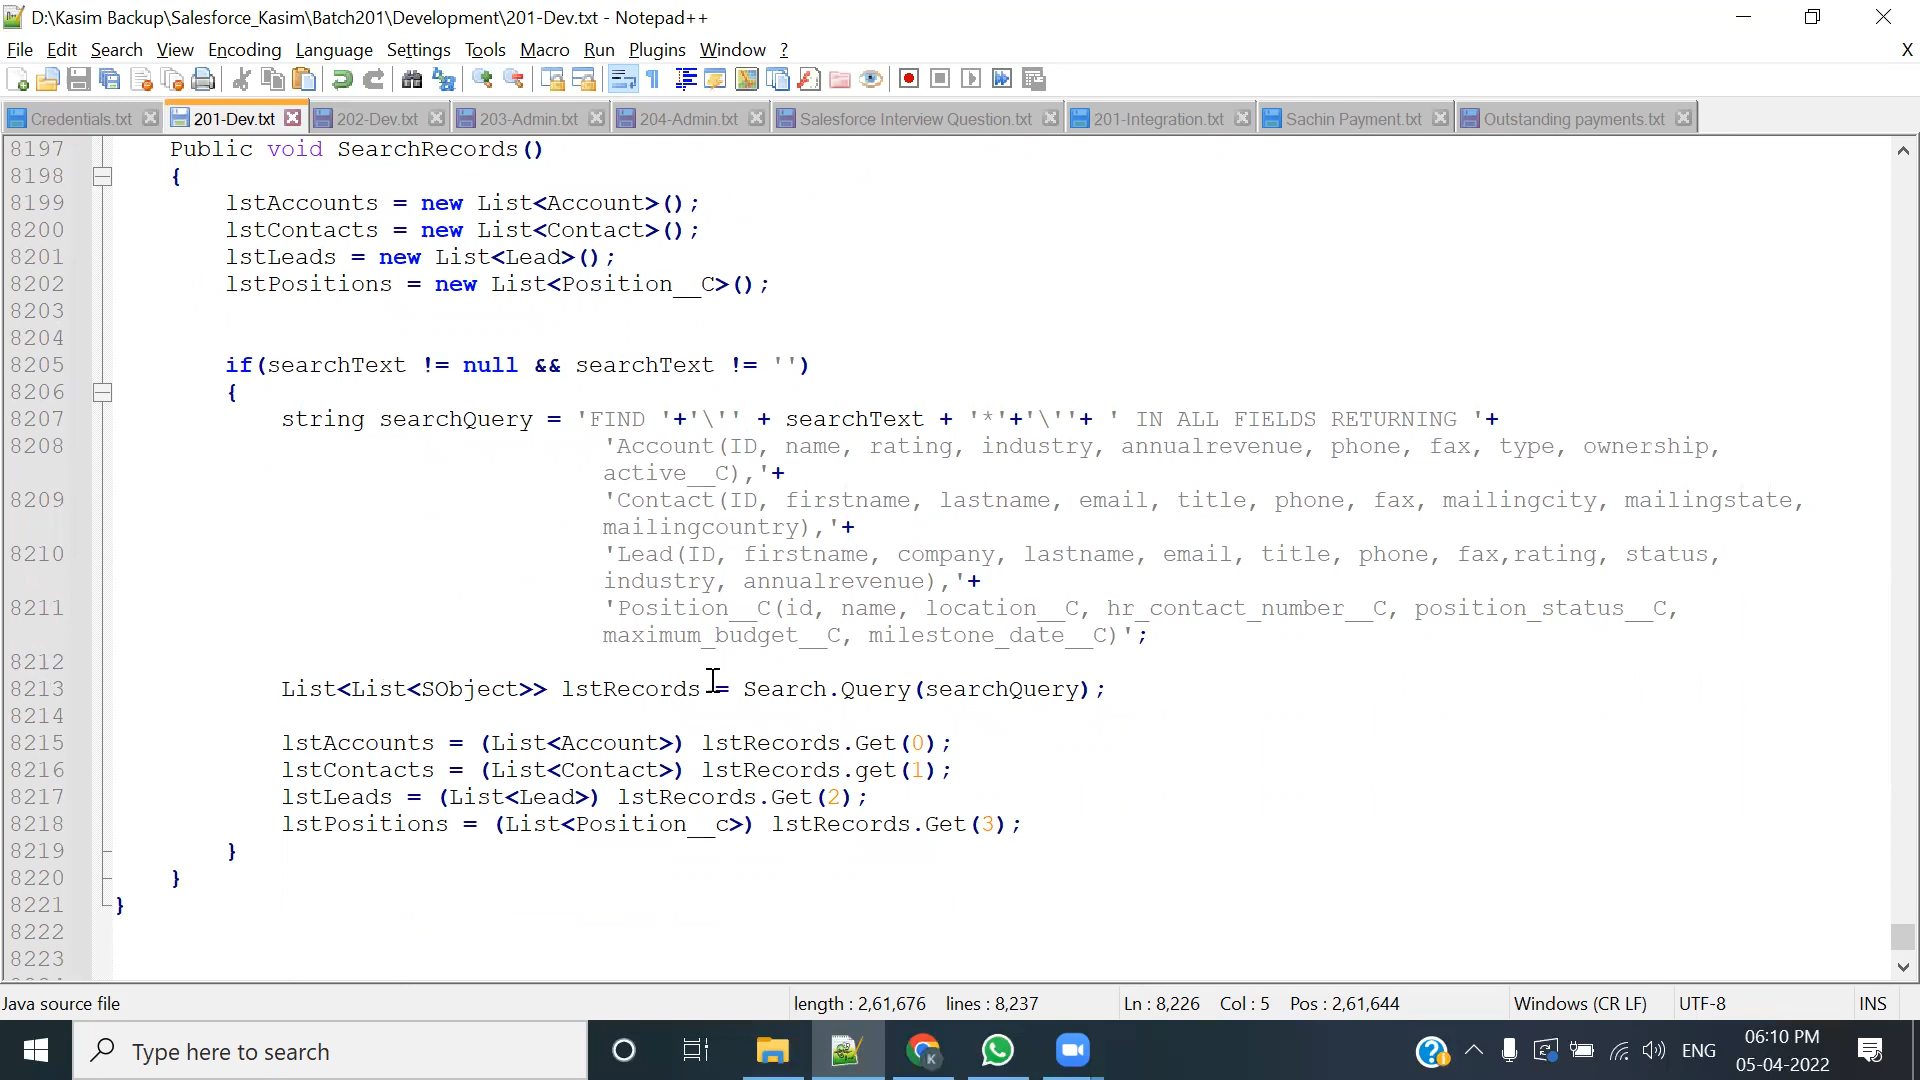 D:\Kasim Backup\Salesforce_Kasim\Batch201\Development\201-Dev.txt - Notepad++
File Edit Search View Encoding Language Settings Tools Macro Run Plugins Window ? X
Credentials.txt 201-Dev.txt 202-Dev.txt 203-Admin.txt 204-Admin.txt Salesforce Interview Question.txt 201-Integration.txt Sachin Payment.txt Outstanding payments.txt
8197 Public void SearchRecords()
8198 {
8199 lstAccounts = new List<Account>();
8200 lstContacts = new List<Contact>();
8201 lstLeads = new List<Lead>();
8202 lstPositions = new List<Position__C>();
8203
8204
8205 if(searchText != null && searchText != '')
8206 {
8207 string searchQuery = 'FIND '+'\'' + searchText + '*'+'\''+ ' IN ALL FIELDS RETURNING '+
8208 'Account(ID, name, rating, industry, annualrevenue, phone, fax, type, ownership,
active__C),'+
8209 'Contact(ID, firstname, lastname, email, title, phone, fax, mailingcity, mailingstate,
mailingcountry),'+
8210 'Lead(ID, firstname, company, lastname, email, title, phone, fax,rating, status,
industry, annualrevenue),'+
8211 'Position__C(id, name, location__C, hr_contact_number__C, position_status__C,
maximum_budget__C, milestone_date__C)';
8212
8213 List<List<SObject>> lstRecords = Search.Query(searchQuery);
8214
8215 lstAccounts = (List<Account>) lstRecords.Get(0);
8216 lstContacts = (List<Contact>) lstRecords.get(1);
8217 lstLeads = (List<Lead>) lstRecords.Get(2);
8218 lstPositions = (List<Position__c>) lstRecords.Get(3);
8219 }
8220 }
8221 }
8222
8223
Java source file length : 2,61,676 lines : 8,237 Ln : 8,226 Col : 5 Pos : 2,61,644 Windows (CR LF) UTF-8 INS
Type here to search ENG 06:10 PM
05-04-2022